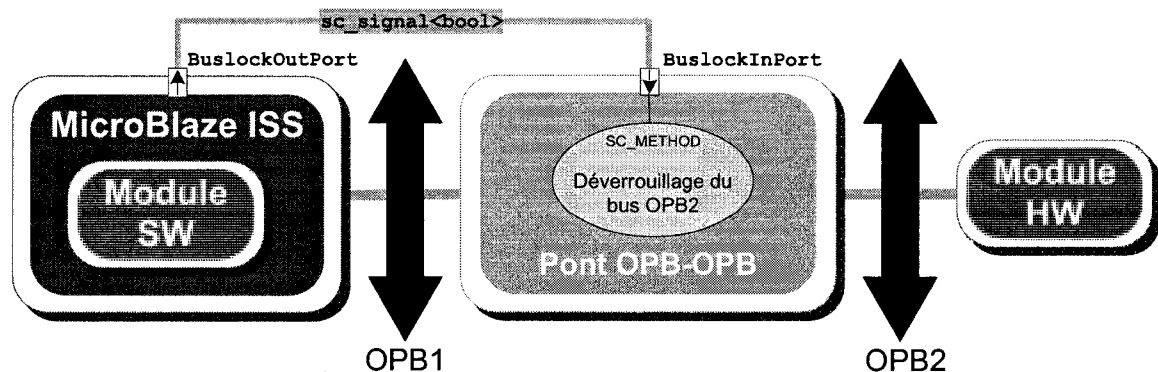 sc_signal<bool>
BuslockOutPort
BuslockInPort
MicroBlaze ISS
Module
SW
SC_METHOD
Déverrouillage du
bus OPB2
Pont OPB-OPB
Module
HW
OPB1
OPB2